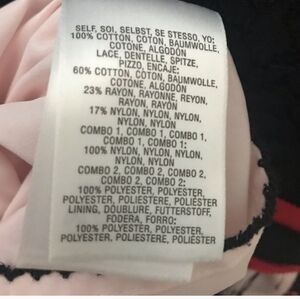 SELF, SOI, SELBST, SE STESSO, YO:
100% COTTON, COTON, BAUMWOLLE,
COTONE, ALGODÓN
LACE, DENTELLE, SPITZE,
PIZZO, ENCAJE:
60% COTTON, COTON, BAUMWOLLE,
COTONE, ALGODÓN
23% RAYON, RAYONNE, REYON,
RAYON, RAYÓN
17% NYLON, NYLON, NYLON,
NYLON, NYLON
COMBO 1, COMBO 1, COMBO 1,
COMBO 1, COMBO 1:
100% NYLON, NYLON, NYLON,
NYLON, NYLON
COMBO 2, COMBO 2, COMBO 2,
COMBO 2, COMBO 2:
100% POLYESTER, POLYESTER,
POLYESTER, POLIESTERE, POLIÉSTER
LINING, DOUBLURE, FUTTERSTOFF,
FODERA, FORRO:
100% POLYESTER, POLYESTER,
POLYESTER, POLIESTERE, POLIÉSTER